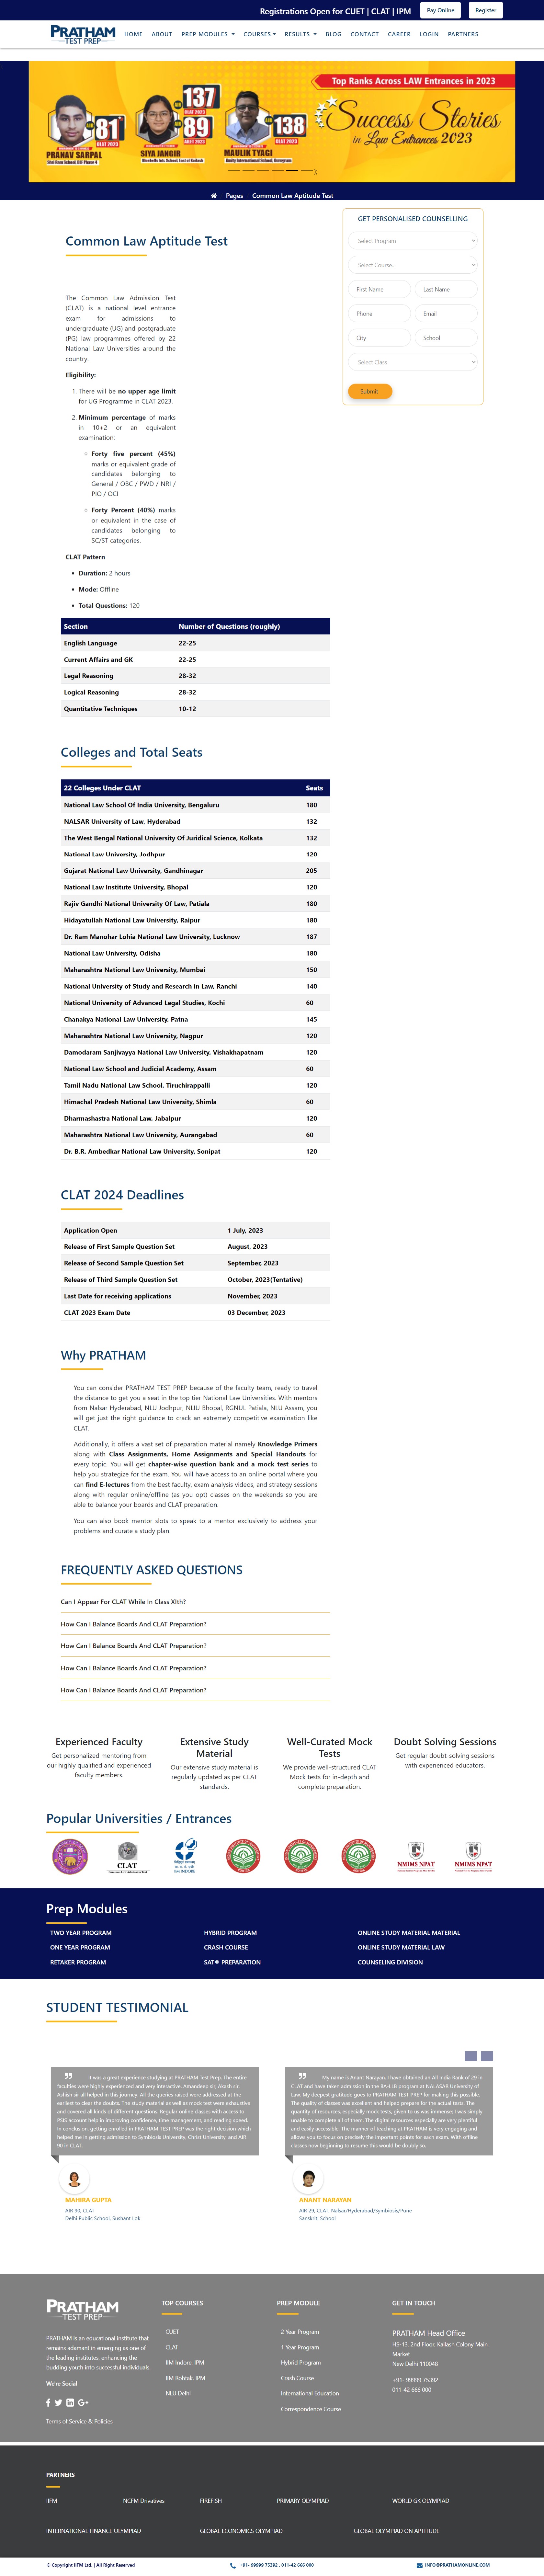 Registrations Open for CUET | CLAT | IPM
Pay Online
Register
PRATHAM
TEST PREP
HOME ABOUT PREP MODULES COURSES RESULTS BLOG CONTACT CAREER LOGIN PARTNERS
Top Ranks Across LAW Entrances in 2023
AIR 81 CLAT 2023
AIR 137 CLAT 2023
AIR 89
AIR 138
PRANAV SARPAL
SIYA JANGIR
MAULIK TYAGI
Success Stories
in Law Entrances 2023
Pages Common Law Aptitude Test
Common Law Aptitude Test
GET PERSONALISED COUNSELLING
Select Program
Select Course...
First Name
Last Name
Phone
Email
City
School
Select Class
Submit
The Common Law Admission Test
(CLAT) is a national level entrance
exam for admissions to
undergraduate (UG) and postgraduate
(PG) law programmes offered by 22
National Law Universities around the
country.
Eligibility:
1. There will be no upper age limit
for UG Programme in CLAT 2023.
2. Minimum percentage of marks
in 10+2 or an equivalent
examination:
Forty five percent (45%)
marks or equivalent grade of
candidates belonging to
General / OBC / PWD / NRI /
PIO / OCI
Forty Percent (40%) marks
or equivalent in the case of
candidates belonging to
SC/ST categories.
CLAT Pattern
Duration: 2 hours
Mode: Offline
Total Questions: 120
Section Number of Questions (roughly)
English Language 22-25
Current Affairs and GK 22-25
Legal Reasoning 28-32
Logical Reasoning 28-32
Quantitative Techniques 10-12
Colleges and Total Seats
22 Colleges Under CLAT Seats
National Law School Of India University, Bengaluru 180
NALSAR University of Law, Hyderabad 132
The West Bengal National University Of Juridical Science, Kolkata 132
National Law University, Jodhpur 120
Gujarat National Law University, Gandhinagar 205
National Law Institute University, Bhopal 120
Rajiv Gandhi National University Of Law, Patiala 180
Hidayatullah National Law University, Raipur 180
Dr. Ram Manohar Lohia National Law University, Lucknow 187
National Law University, Odisha 180
Maharashtra National Law University, Mumbai 150
National University of Study and Research in Law, Ranchi 140
National University of Advanced Legal Studies, Kochi 60
Chanakya National Law University, Patna 145
Maharashtra National Law University, Nagpur 120
Damodaram Sanjivayya National Law University, Vishakhapatnam 120
National Law School and Judicial Academy, Assam 60
Tamil Nadu National Law School, Tiruchirappalli 120
Himachal Pradesh National Law University, Shimla 60
Dharmashastra National Law, Jabalpur 120
Maharashtra National Law University, Aurangabad 60
Dr. B.R. Ambedkar National Law University, Sonipat 120
CLAT 2024 Deadlines
Application Open 1 July, 2023
Release of First Sample Question Set August, 2023
Release of Second Sample Question Set September, 2023
Release of Third Sample Question Set October, 2023(Tentative)
Last Date for receiving applications November, 2023
CLAT 2023 Exam Date 03 December, 2023
Why PRATHAM
You can consider PRATHAM TEST PREP because of the faculty team, ready to travel
the distance to get you a seat in the top tier National Law Universities. With mentors
from Nalsar Hyderabad, NLU Jodhpur, NLIU Bhopal, RGNUL Patiala, NLU Assam, you
will get just the right guidance to crack an extremely competitive examination like
CLAT.
Additionally, it offers a vast set of preparation material namely Knowledge Primers
along with Class Assignments, Home Assignments and Special Handouts for
every topic. You will get chapter-wise question bank and a mock test series to
help you strategize for the exam. You will have access to an online portal where you
can find E-lectures from the best faculty, exam analysis videos, and strategy sessions
along with regular online/offline (as you opt) classes on the weekends so you are
able to balance your boards and CLAT preparation.
You can also book mentor slots to speak to a mentor exclusively to address your
problems and curate a study plan.
FREQUENTLY ASKED QUESTIONS
Can I Appear For CLAT While In Class XIth?
How Can I Balance Boards And CLAT Preparation?
How Can I Balance Boards And CLAT Preparation?
How Can I Balance Boards And CLAT Preparation?
How Can I Balance Boards And CLAT Preparation?
Experienced Faculty
Get personalized mentoring from
our highly qualified and experienced
faculty members.
Extensive Study
Material
Our extensive study material is
regularly updated as per CLAT
standards.
Well-Curated Mock
Tests
We provide well-structured CLAT
Mock tests for in-depth and
complete preparation.
Doubt Solving Sessions
Get regular doubt-solving sessions
with experienced educators.
Popular Universities / Entrances
CLAT
IIM INDORE
NMIMS NPAT
NMIMS NPAT
Prep Modules
TWO YEAR PROGRAM HYBRID PROGRAM ONLINE STUDY MATERIAL MATERIAL
ONE YEAR PROGRAM CRASH COURSE ONLINE STUDY MATERIAL LAW
RETAKER PROGRAM SAT® PREPARATION COUNSELING DIVISION
STUDENT TESTIMONIAL
It was a great experience studying at PRATHAM Test Prep. The entire
faculties were highly experienced and very interactive. Amandeep sir, Akash sir,
Ashish sir all helped in this journey. All the queries raised were addressed at the
earliest to clear the doubts. The study material as well as mock test were exhaustive
and covered all kinds of different questions. Regular online classes with access to
PSIS account help in improving confidence, time management, and reading speed.
In conclusion, getting enrolled in PRATHAM TEST PREP was the right decision which
helped me in getting admission to Symbiosis University, Christ University, and AIR
90 in CLAT.
MAHIRA GUPTA
AIR 90, CLAT
Delhi Public School, Sushant Lok
My name is Anant Narayan. I have obtained an All India Rank of 29 in
CLAT and have taken admission in the BA-LLB program at NALASAR University of
Law. My deepest gratitude goes to PRATHAM TEST PREP for making this possible.
The quality of classes was excellent and helped prepare for the actual tests. The
quantity of resources, especially mock tests, given to us was immense; I was simply
unable to complete all of them. The digital resources especially are very plentiful
and easily accessible. The manner of teaching at PRATHAM is very engaging and
allows you to focus on precisely the important points for each exam. With offline
classes now beginning to resume this would be doubly so.
ANANT NARAYAN
AIR 29, CLAT, Nalsar/Hyderabad/Symbiosis/Pune
Sanskriti School
PRATHAM
TEST PREP
PRATHAM is an educational institute that
remains adamant in emerging as one of
the leading institutes, enhancing the
budding youth into successful individuals.
We're Social
Terms of Service & Policies
TOP COURSES
CUET
CLAT
IIM Indore, IPM
IIM Rohtak, IPM
NLU Delhi
PREP MODULE
2 Year Program
1 Year Program
Hybrid Program
Crash Course
International Education
Correspondence Course
GET IN TOUCH
PRATHAM Head Office
HS-13, 2nd Floor, Kailash Colony Main
Market
New Delhi 110048
+91- 99999 75392
011-42 666 000
PARTNERS
IIFM NCFM Drivatives FIREFISH PRIMARY OLYMPIAD WORLD GK OLYMPIAD
INTERNATIONAL FINANCE OLYMPIAD GLOBAL ECONOMICS OLYMPIAD GLOBAL OLYMPIAD ON APTITUDE
© Copyright IIFM Ltd. | All Right Reserved
+91- 99999 75392 , 011-42 666 000
INFO@PRATHAMONLINE.COM